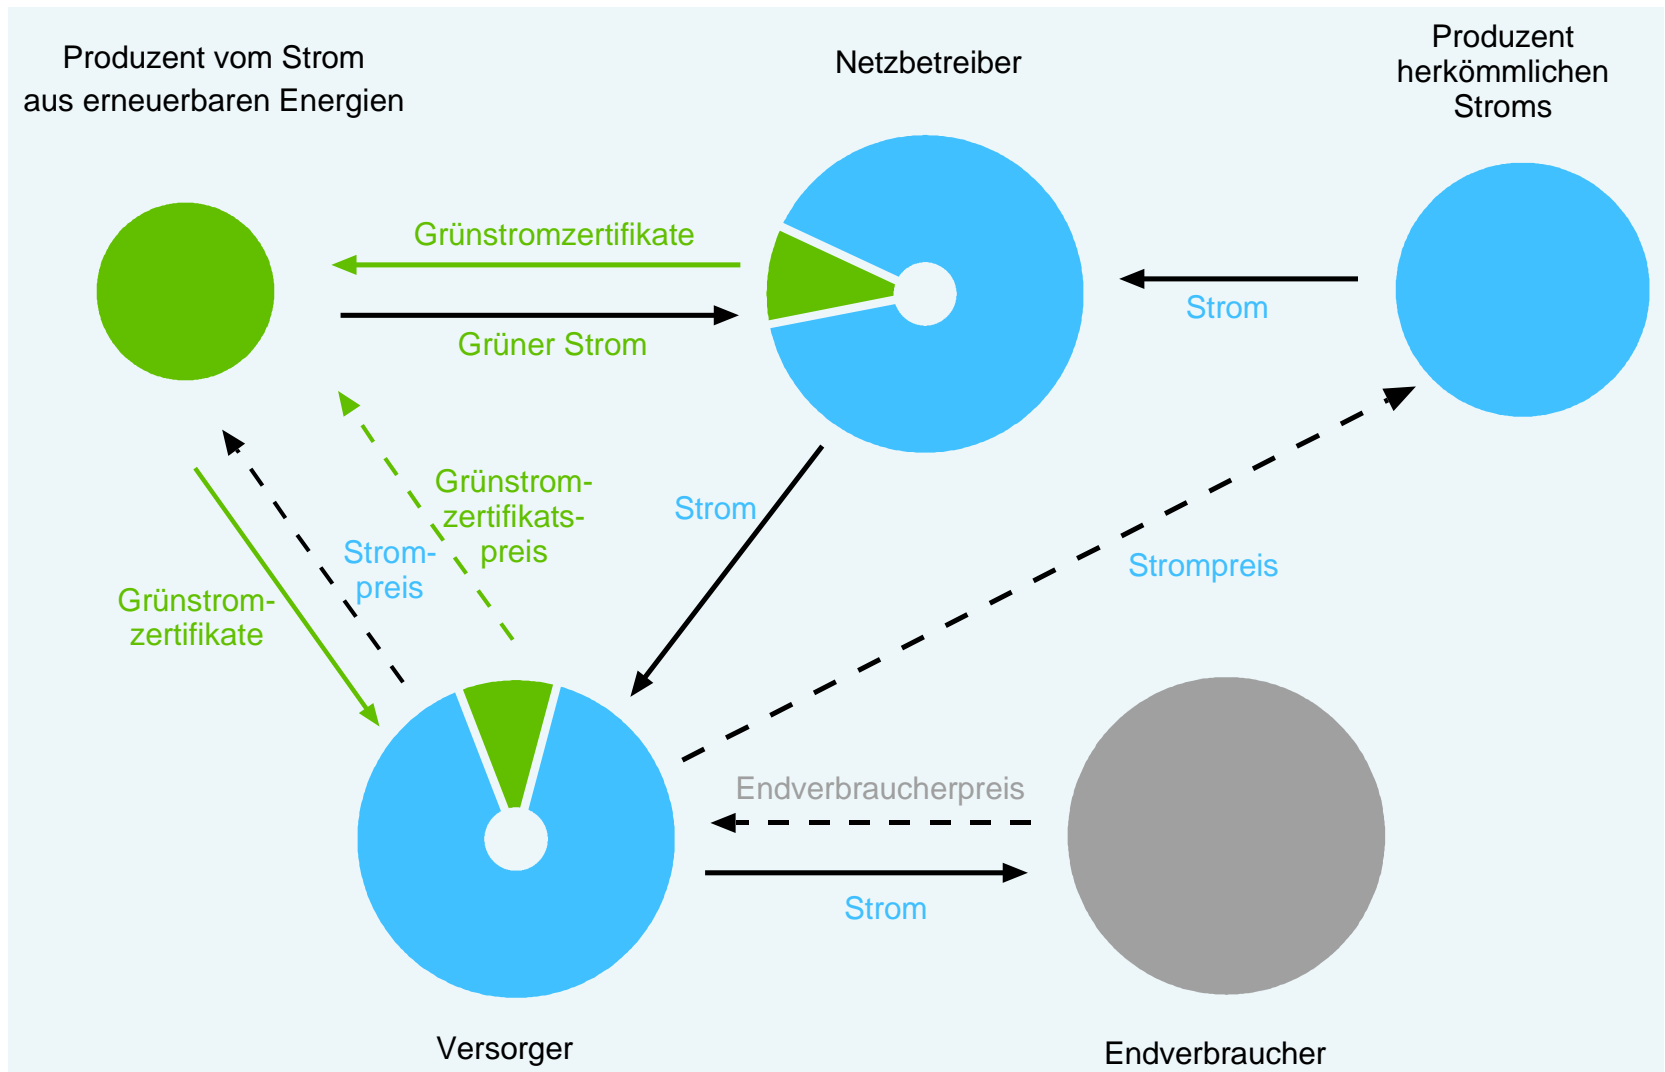 Produzent vom Strom
aus erneuerbaren Energien
Netzbetreiber
Produzent
herkömmlichen
Stroms
Grünstromzertifikate
Grüner Strom
Strom
Grünstrom-
zertifikats-
preis
Strom
Strom-
preis
Strompreis
Grünstrom-
zertifikate
Endverbraucherpreis
Strom
Versorger
Endverbraucher